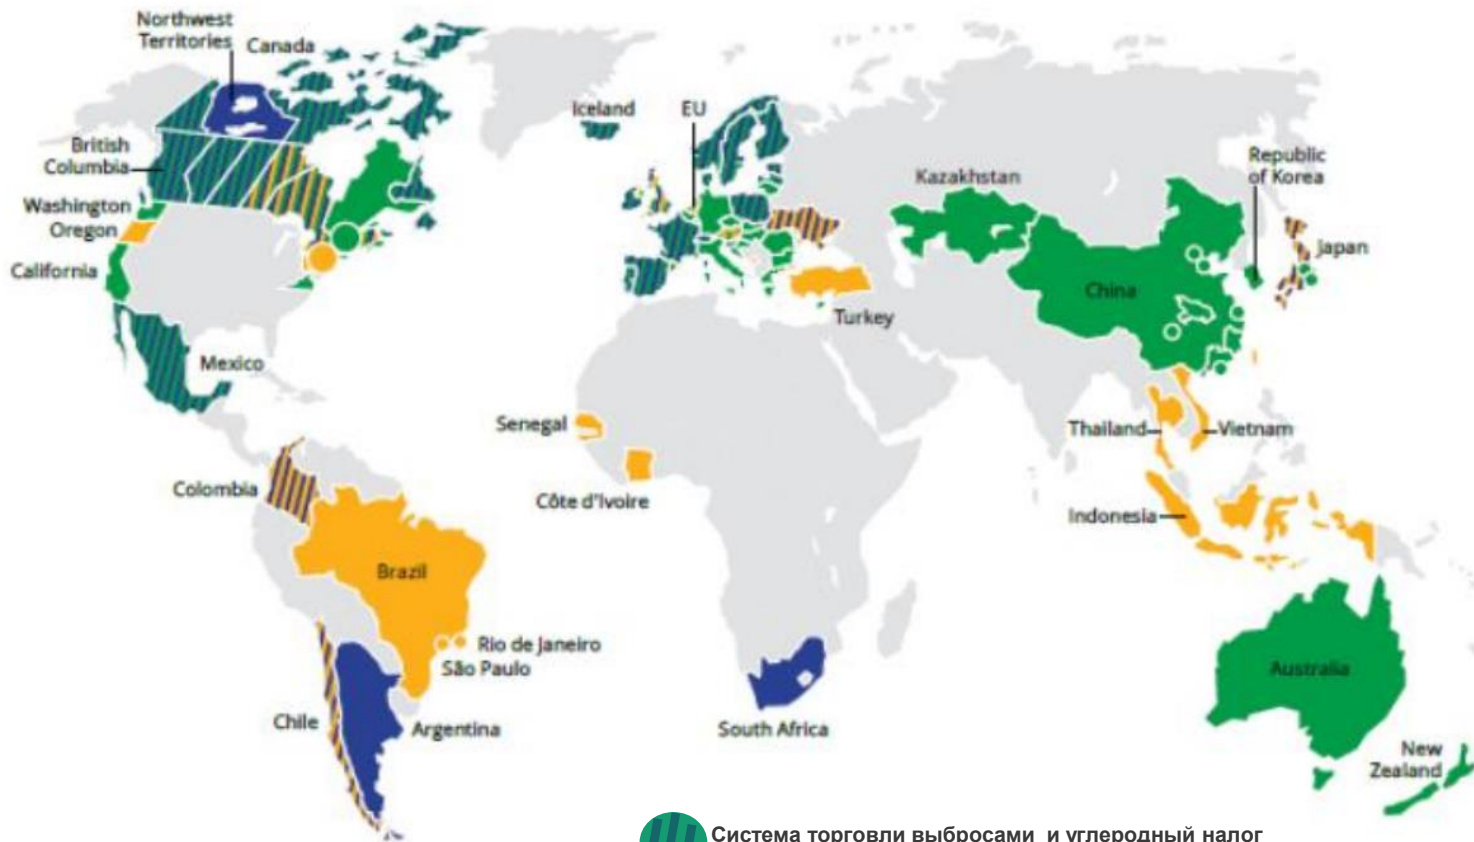 Northwest
Territories
Canada
Iceland
EU
British
Columbia
Washington
Oregon
California
Kazakhstan
Republic
of Korea
Japan
China
Turkey
Mexico
Senegal
Thailand
Vietnam
Colombia
Côte d'Ivoire
Indonesia
Brazil
Rio de Janeiro
São Paulo
Australia
Chile
Argentina
South Africa
New
Zealand
Система торговли выбросами и углеродный налог